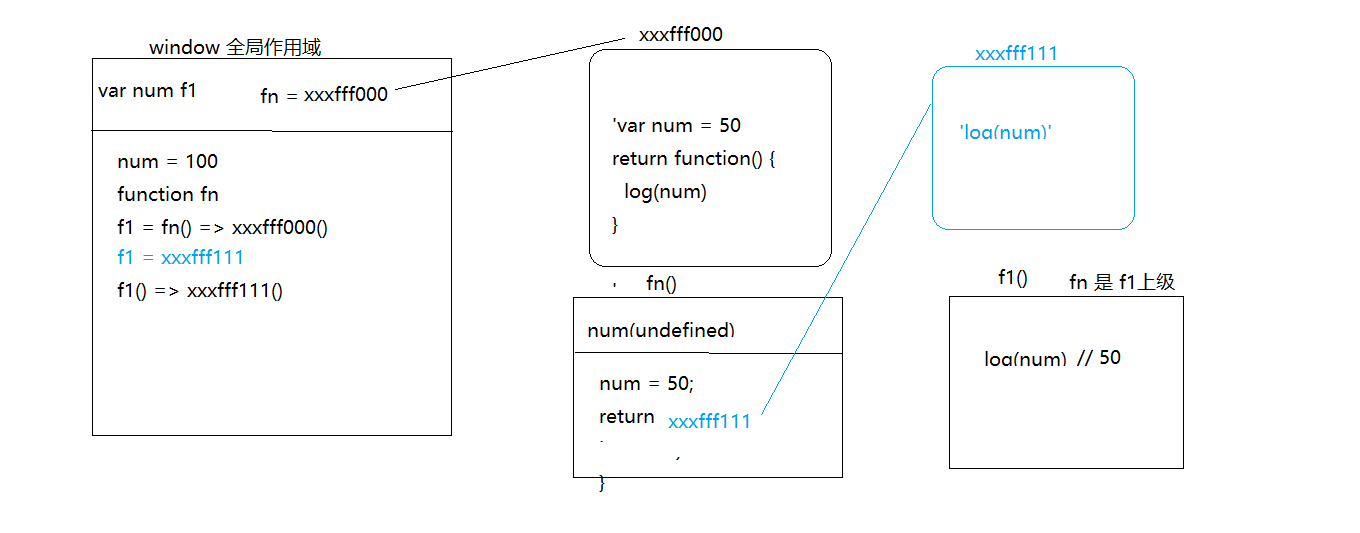 window 全局作用域
var num f1
fn = xxxfff000
num = 100
function fn
f1 = fn() => xxxfff000()
f1 = xxxfff111
f1() => xxxfff111()
xxxfff000
'var num = 50
return function() {
log(num)
}
'
fn()
num(undefined)
num = 50;
return xxxfff111
}
xxxfff111
'log(num)'
f1()
fn 是 f1上级
log(num) // 50